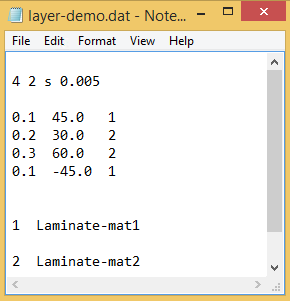 layer-demo.dat - Note...
File Edit Format View Help
4 2 s 0.005
0.1 45.0 1
0.2 30.0 2
0.3 60.0 2
0.1 -45.0 1
1 Laminate-mat1
2 Laminate-mat2